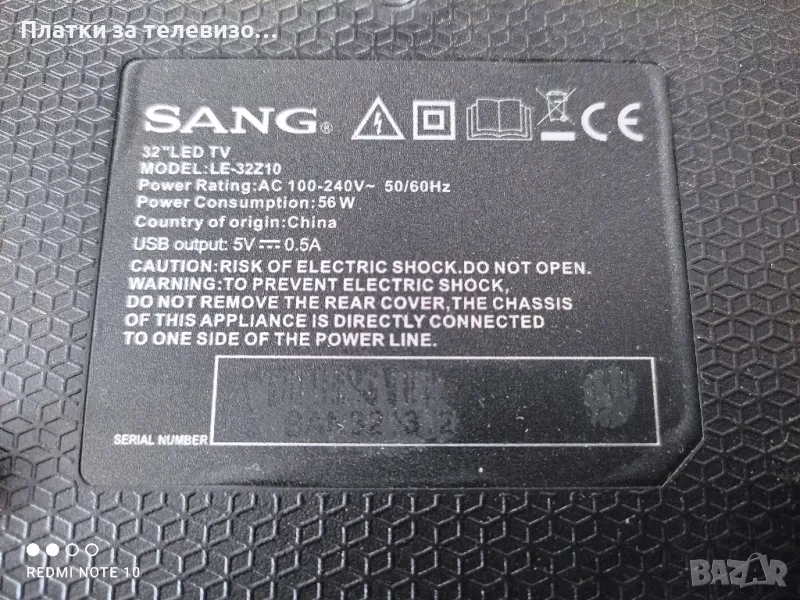 Платки за телевизо...
SANG®
CE
32"LED TV
MODEL:LE-32Z10
Power Rating:AC 100-240V~ 50/60Hz
Power Consumption:56W
Country of origin:China
USB output: 5V⎓0.5A
CAUTION:RISK OF ELECTRIC SHOCK.DO NOT OPEN.
WARNING:TO PREVENT ELECTRIC SHOCK,
DO NOT REMOVE THE REAR COVER,THE CHASSIS
OF THIS APPLIANCE IS DIRECTLY CONNECTED
TO ONE SIDE OF THE POWER LINE.
SERIAL NUMBER
REDMI NOTE 10
BAZAR